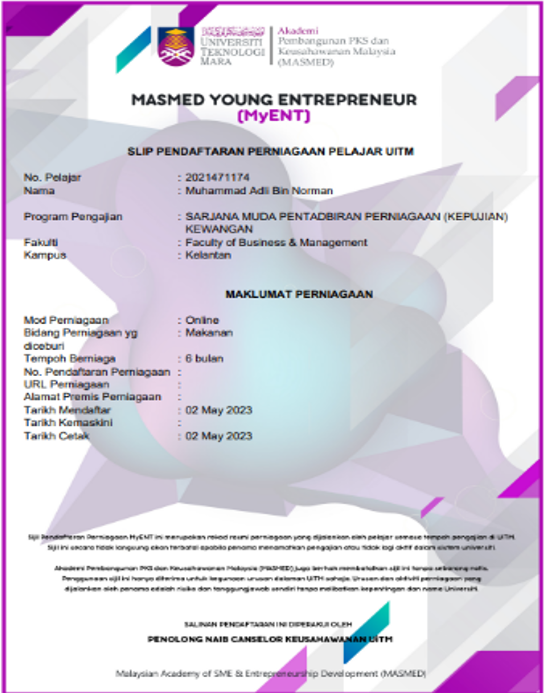 UNIVERSITI
TEKNOLOGI
MARA
Akademi
Pembangunan PKS dan
Keusahawanan Malaysia
(MASMED)
MASMED YOUNG ENTREPRENEUR
(MyENT)
SLIP PENDAFTARAN PERNIAGAAN PELAJAR UITM
No. Pelajar : 2021471174
Nama : Muhammad Adli Bin Norman
Program Pengajian : SARJANA MUDA PENTADBIRAN PERNIAGAAN (KEPUJIAN)
KEWANGAN
Fakulti : Faculty of Business & Management
Kampus : Kelantan
MAKLUMAT PERNIAGAAN
Mod Perniagaan : Online
Bidang Perniagaan yg : Makanan
diceburi
Tempoh Berniaga : 6 bulan
No. Pendaftaran Perniagaan :
URL Perniagaan :
Alamat Premis Perniagaan :
Tarikh Mendaftar : 02 May 2023
Tarikh Kemaskini :
Tarikh Cetak : 02 May 2023
Sijil Pendaftaran Perniagaan MyENT ini merupakan rekod rasmi perniagaan yang dijalankan oleh pelajar semasa tempoh pengajian di UiTM.
Sijil ini secara tidak langsung akan terbatal apabila penama menamatkan pengajian atau tidak lagi aktif dalam sistem universiti.
Akademi Pembangunan PKS dan Keusahawanan Malaysia (MASMED) juga berhak membatalkan sijil ini tanpa sebarang notis.
Penggunaan sijil ini hanya diterima untuk kegunaan urusan dalaman UiTM sahaja. Urusan dan aktiviti perniagaan yang
dijalankan oleh penama adalah risiko dan tanggungjawab sendiri tanpa melibatkan kepentingan dan nama Universiti.
SALINAN PENDAFTARAN INI DIPERAKUI OLEH
PENOLONG NAIB CANSELOR KEUSAHAWANAN UiTM
Malaysian Academy of SME & Entrepreneurship Development (MASMED)